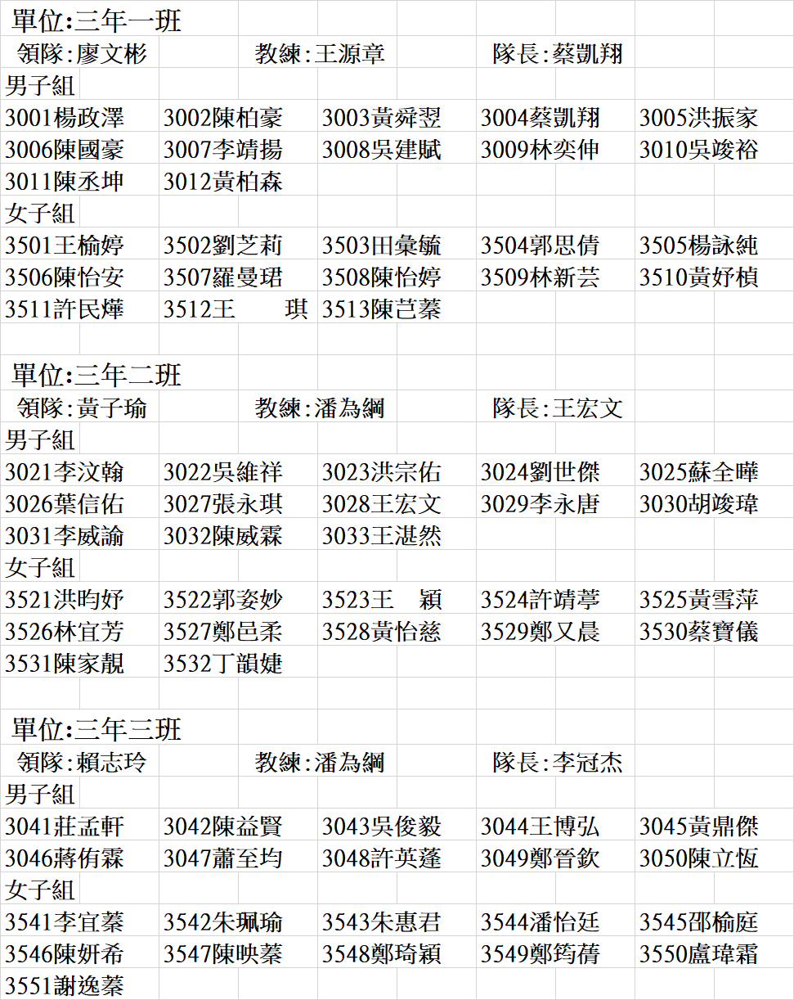 單位:三年一班
領隊:廖文彬 教練:王源章 隊長:蔡凱翔
男子組
3001楊政澤 3002陳柏豪 3003黃舜翌 3004蔡凱翔 3005洪振家
3006陳國豪 3007李靖揚 3008吳建賦 3009林奕伸 3010吳竣裕
3011陳丞坤 3012黃柏森
女子組
3501王榆婷 3502劉芝莉 3503田彙毓 3504郭思倩 3505楊詠純
3506陳怡安 3507羅曼珺 3508陳怡婷 3509林新芸 3510黃妤楨
3511許民燁 3512王 琪 3513陳芑蓁
單位:三年二班
領隊:黃子瑜 教練:潘為綱 隊長:王宏文
男子組
3021李汶翰 3022吳維祥 3023洪宗佑 3024劉世傑 3025蘇全曄
3026葉信佑 3027張永琪 3028王宏文 3029李永唐 3030胡竣瑋
3031李威諭 3032陳威霖 3033王湛然
女子組
3521洪昀妤 3522郭姿妙 3523王 穎 3524許靖葶 3525黃雪萍
3526林宜芳 3527鄭邑柔 3528黃怡慈 3529鄭又晨 3530蔡寶儀
3531陳家靚 3532丁韻婕
單位:三年三班
領隊:賴志玲 教練:潘為綱 隊長:李冠杰
男子組
3041莊孟軒 3042陳益賢 3043吳俊毅 3044王博弘 3045黃鼎傑
3046蔣侑霖 3047蕭至均 3048許英蓬 3049鄭晉欽 3050陳立恆
女子組
3541李宜蓁 3542朱珮瑜 3543朱惠君 3544潘怡廷 3545邵榆庭
3546陳妍希 3547陳映蓁 3548鄭琦穎 3549鄭筠蒨 3550盧瑋霜
3551謝逸蓁